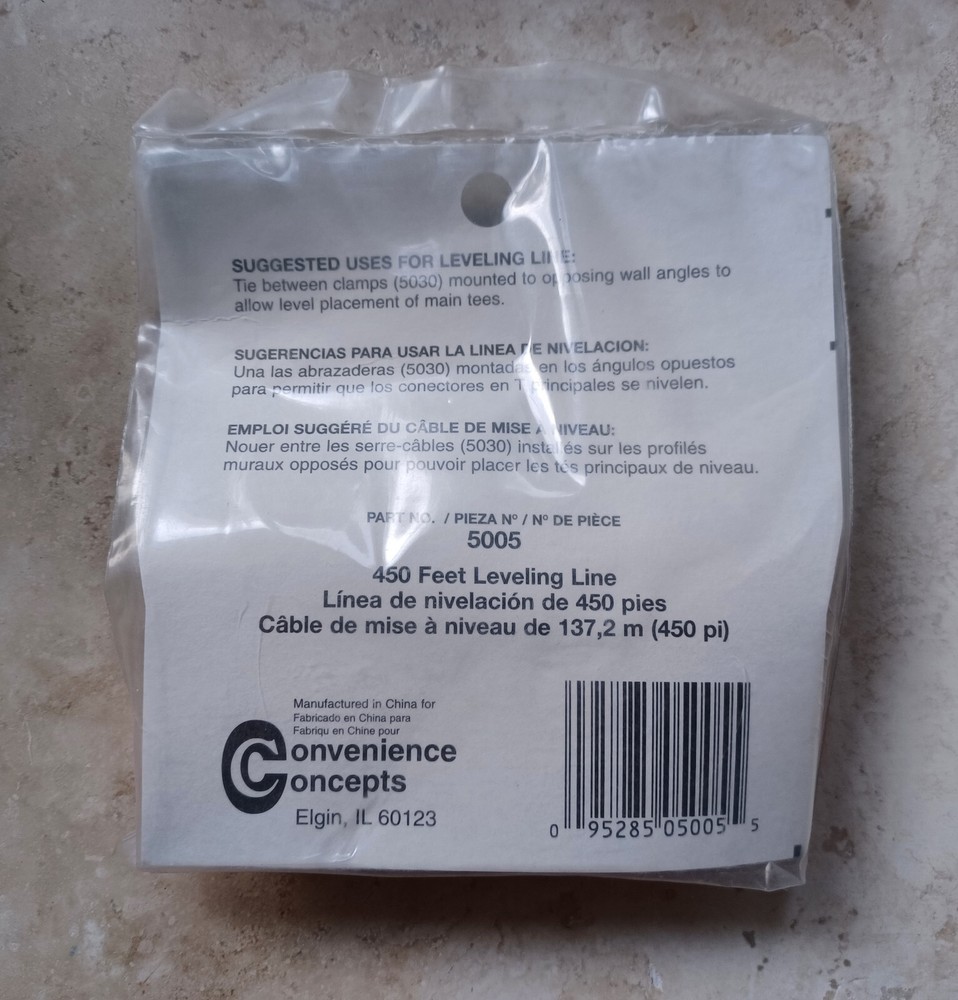 SUGGESTED USES FOR LEVELING LINE:
Tie between clamps (5030) mounted to opposing wall angles to
allow level placement of main tees.
SUGERENCIAS PARA USAR LA LINEA DE NIVELACION:
Una las abrazaderas (5030) montadas en los ángulos opuestos
para permitir que los conectores en T principales se nivelen.
EMPLOI SUGGÉRÉ DU CÂBLE DE MISE À NIVEAU:
Nouer entre les serre-câbles (5030) installés sur les profilés
muraux opposés pour pouvoir placer les tés principaux de niveau.
PART NO. / PIEZA Nº / Nº DE PIÈCE
5005
450 Feet Leveling Line
Línea de nivelación de 450 pies
Câble de mise à niveau de 137,2 m (450 pi)
Manufactured in China for
Fabricado en China para
Fabriqu en Chine pour
Convenience
Concepts
Elgin, IL 60123
0 95285 05005 5